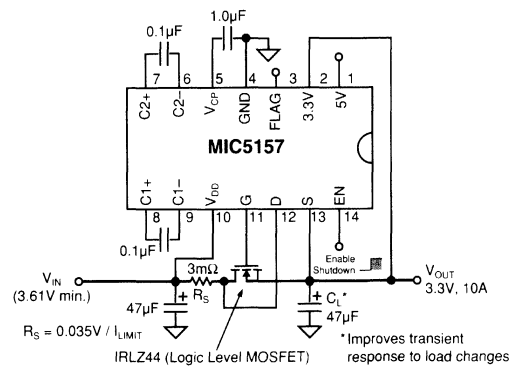 1.0µF
0.1µF
7 6 5 4 3 2 1
C2+ C2- VCP GND FLAG 3.3V 5V
MIC5157
C1+ C1- VDD G D S EN
8 9 10 11 12 13 14
0.1µF
3mΩ
RS
Enable
Shutdown
VIN
(3.61V min.)
VOUT
3.3V, 10A
47µF
CL*
47µF
RS = 0.035V / ILIMIT
IRLZ44 (Logic Level MOSFET)
*Improves transient
response to load changes